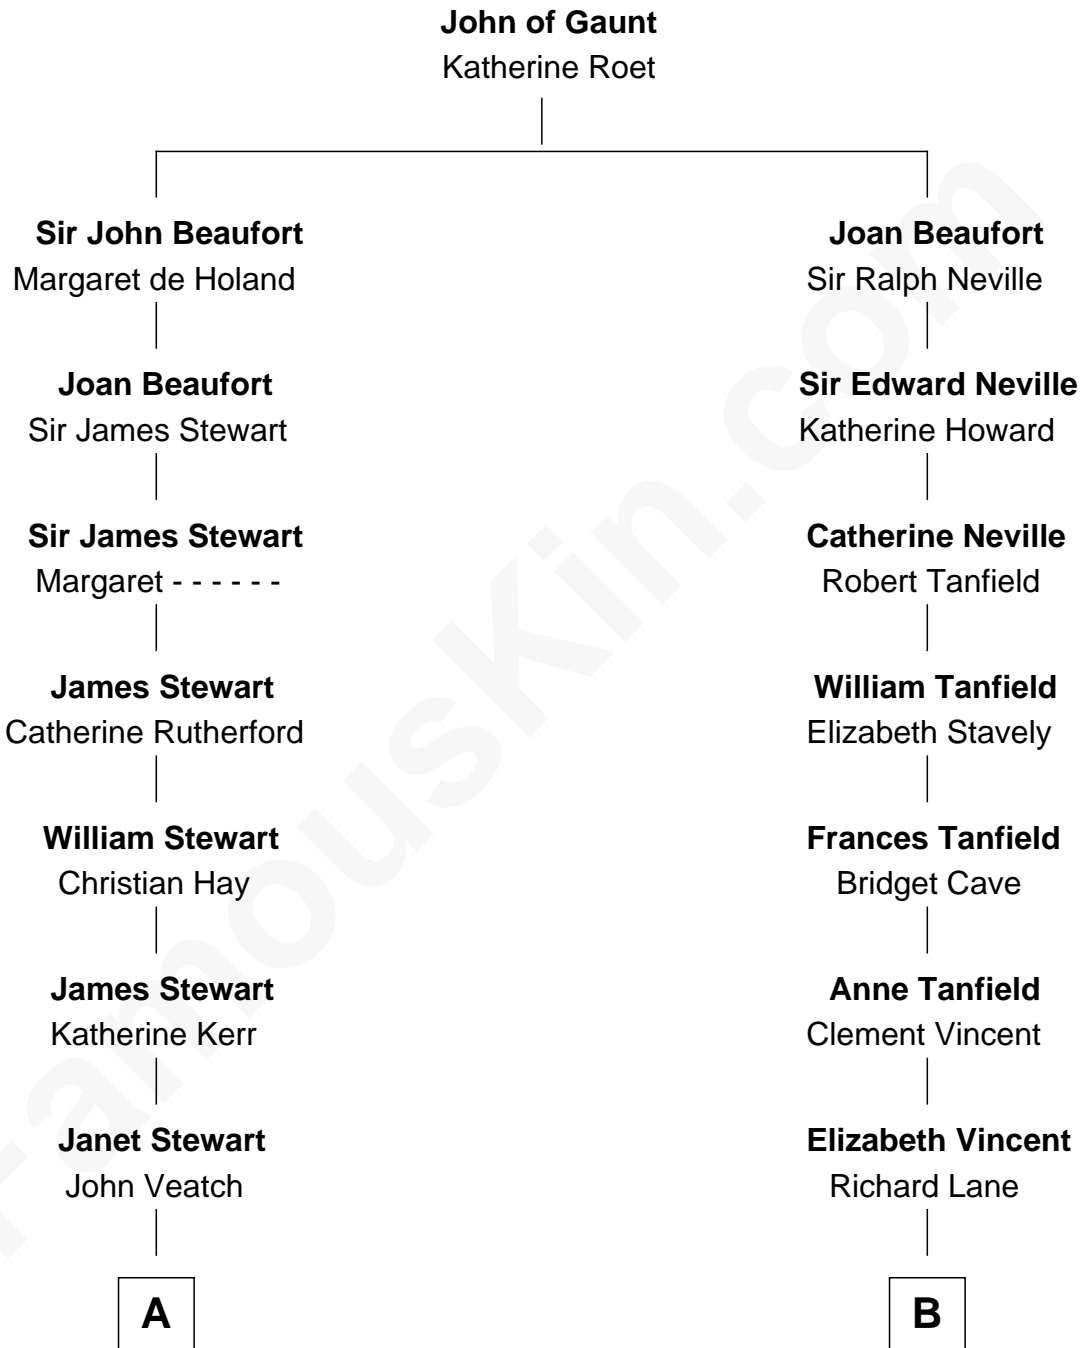 John of Gaunt
Katherine Roet
Sir John Beaufort
Margaret de Holand
Joan Beaufort
Sir James Stewart
Sir James Stewart
Margaret - - - - - -
James Stewart
Catherine Rutherford
William Stewart
Christian Hay
James Stewart
Katherine Kerr
Janet Stewart
John Veatch
A
Joan Beaufort
Sir Ralph Neville
Sir Edward Neville
Katherine Howard
Catherine Neville
Robert Tanfield
William Tanfield
Elizabeth Stavely
Frances Tanfield
Bridget Cave
Anne Tanfield
Clement Vincent
Elizabeth Vincent
Richard Lane
B
FamousKin.com